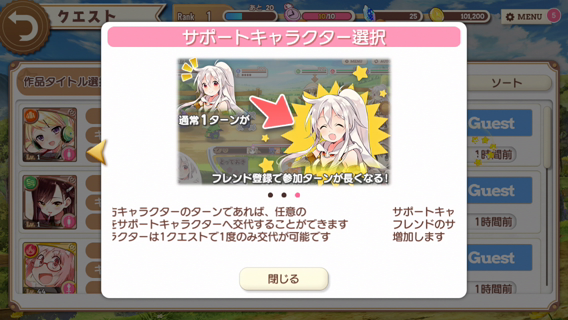 クエスト
Rank 1
あと 20
25
101,200
MENU
5
サポートキャラクター選択
作品タイトル選
ソート
通常1ターンが
フレンド登録で参加ターンが長くなる!
キャラクターのターンであれば、任意の
サポートキャラクターへ交代することができます
ラクターは1クエストで1度のみ交代が可能です
サポートキャ
フレンドのサ
増加します
Lv. 1
Guest
1時間前
Guest
1時間前
Guest
1時間前
閉じる